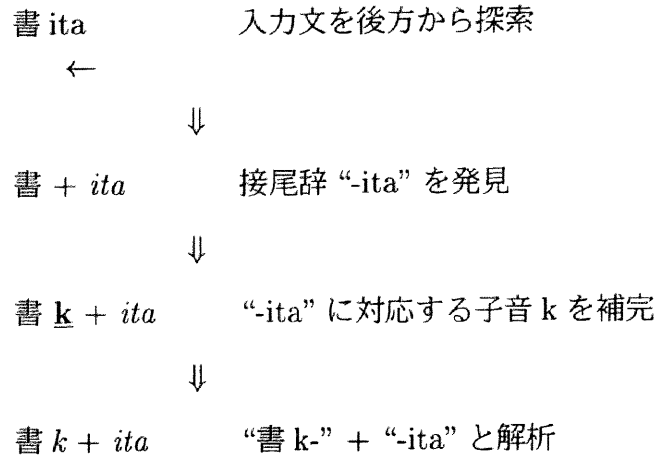 書 ita 入力文を後方から探索
←
⇓
書 + ita 接尾辞 “-ita” を発見
⇓
書 k + ita “-ita” に対応する子音 k を補完
⇓
書 k + ita “書 k-” + “-ita” と解析